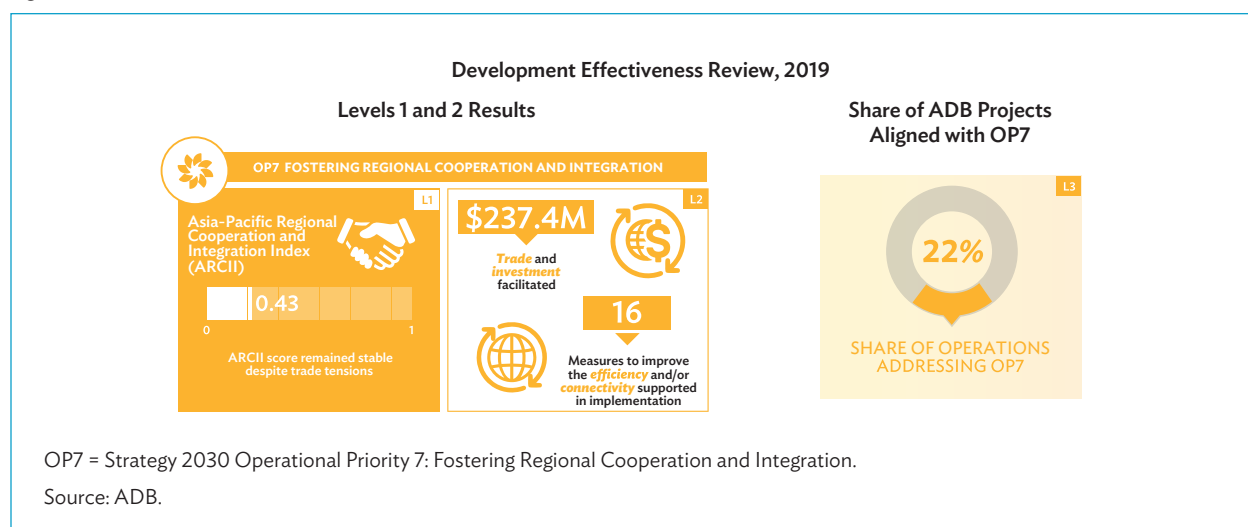 Development Effectiveness Review, 2019
Levels 1 and 2 Results
OP7 FOSTERING REGIONAL COOPERATION AND INTEGRATION
L1
Asia-Pacific Regional
Cooperation and
Integration Index
(ARCII)
0.43
0
1
ARCII score remained stable
despite trade tensions
L2
$237.4M
Trade and
investment
facilitated
$
16
Measures to improve
the efficiency and/or
connectivity supported
in implementation
Share of ADB Projects
Aligned with OP7
L3
22%
SHARE OF OPERATIONS
ADDRESSING OP7
OP7 = Strategy 2030 Operational Priority 7: Fostering Regional Cooperation and Integration.
Source: ADB.